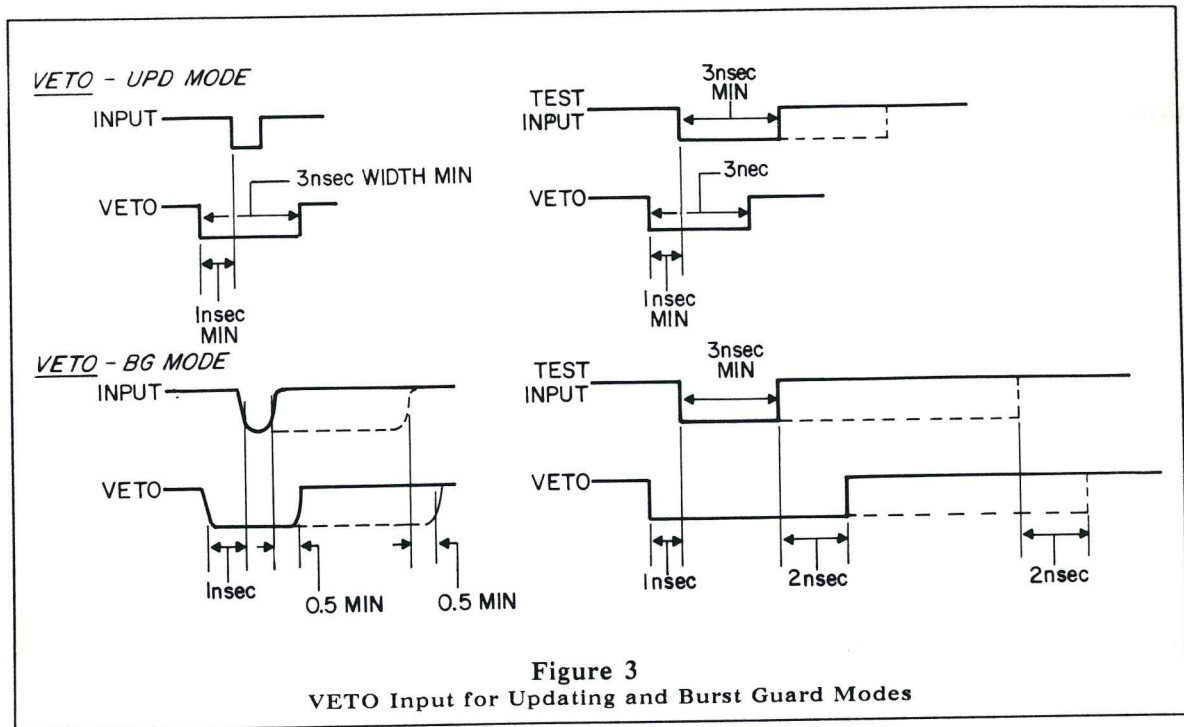 VETO - UPD MODE
INPUT
3nsec WIDTH MIN
VETO
1nsec
MIN
TEST
INPUT
3nsec
MIN
3nec
VETO
1nsec
MIN
VETO - BG MODE
INPUT
VETO
1nsec
0.5 MIN
0.5 MIN
TEST
INPUT
3nsec
MIN
VETO
1nsec
2nsec
2nsec
Figure 3
VETO Input for Updating and Burst Guard Modes